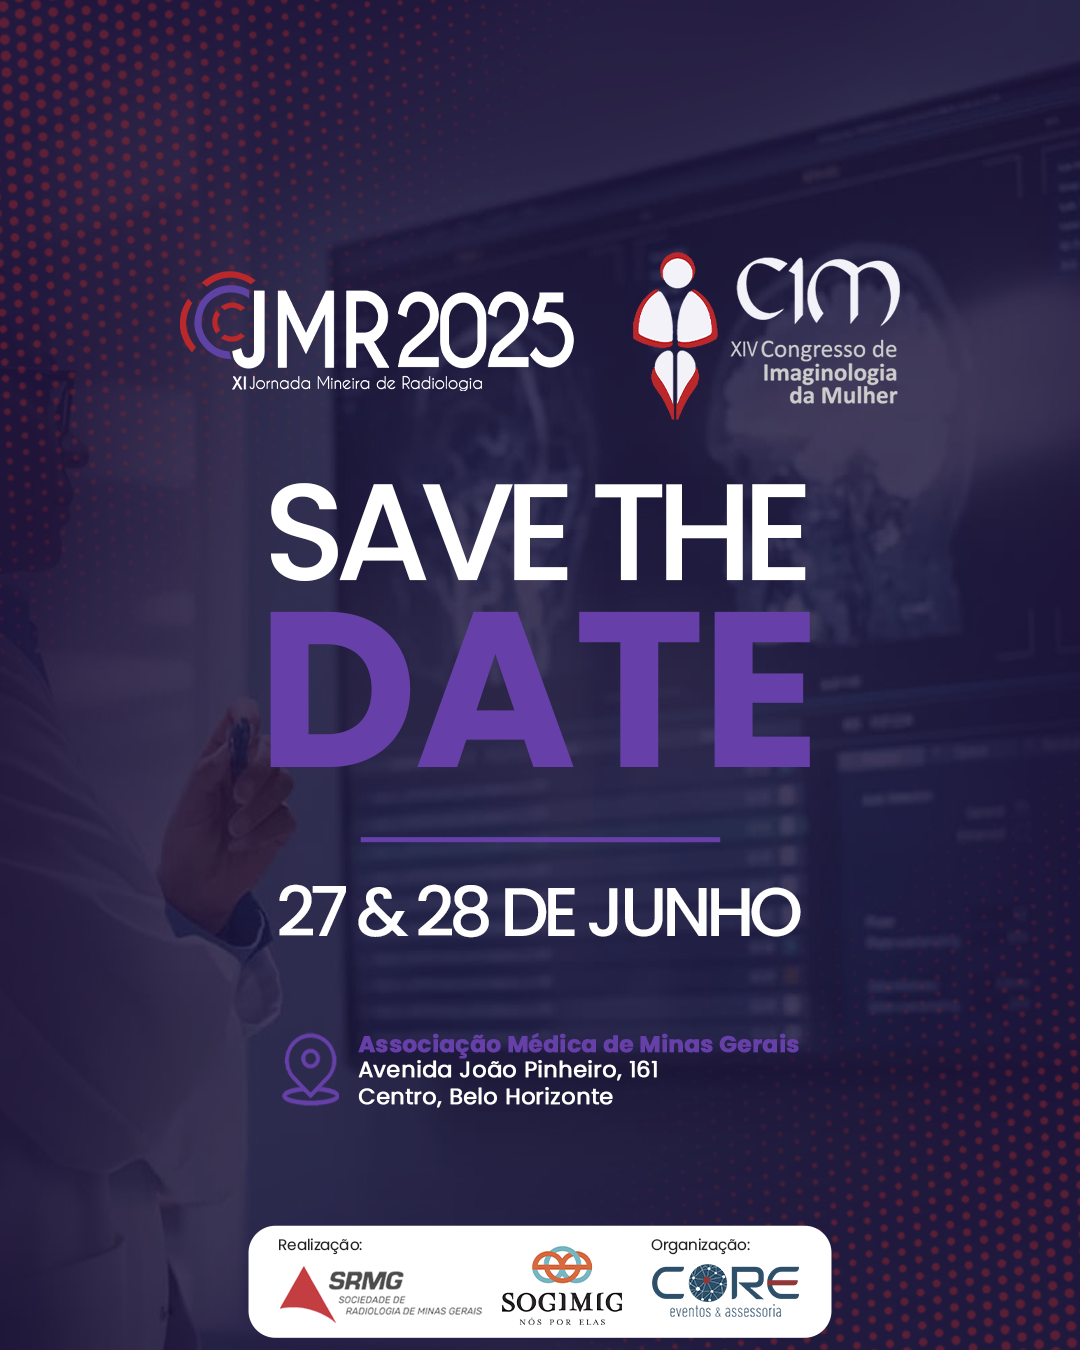 JMR2025
XI Jornada Mineira de Radiologia
CIM
XIV Congresso de
Imaginologia
da Mulher
SAVE THE
DATE
27 & 28 DE JUNHO
Associação Médica de Minas Gerais
Avenida João Pinheiro, 161
Centro, Belo Horizonte
Realização:
SRMG
SOCIEDADE DE
RADIOLOGIA DE MINAS GERAIS
SOGIMIG
NÓS POR ELAS
Organização:
CORE
eventos & assessoria